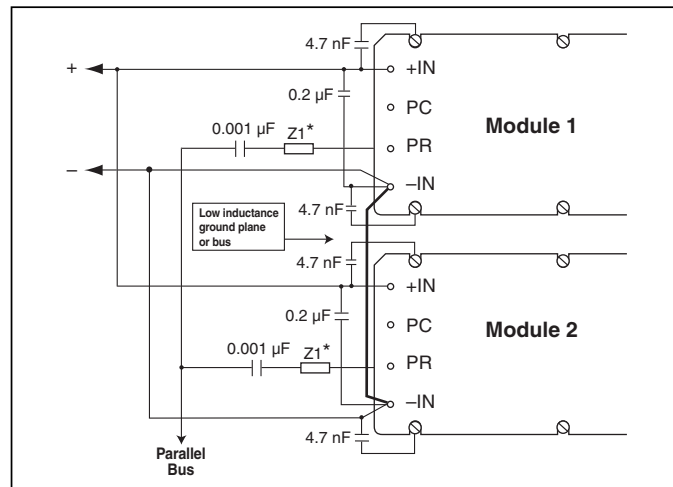 4.7 nF
+
+IN
0.2 µF
PC
Module 1
0.001 µF
Z1*
PR
–
–IN
4.7 nF
Low inductance
ground plane
or bus
4.7 nF
+IN
0.2 µF
PC
Module 2
0.001 µF
Z1*
PR
–IN
4.7 nF
Parallel
Bus